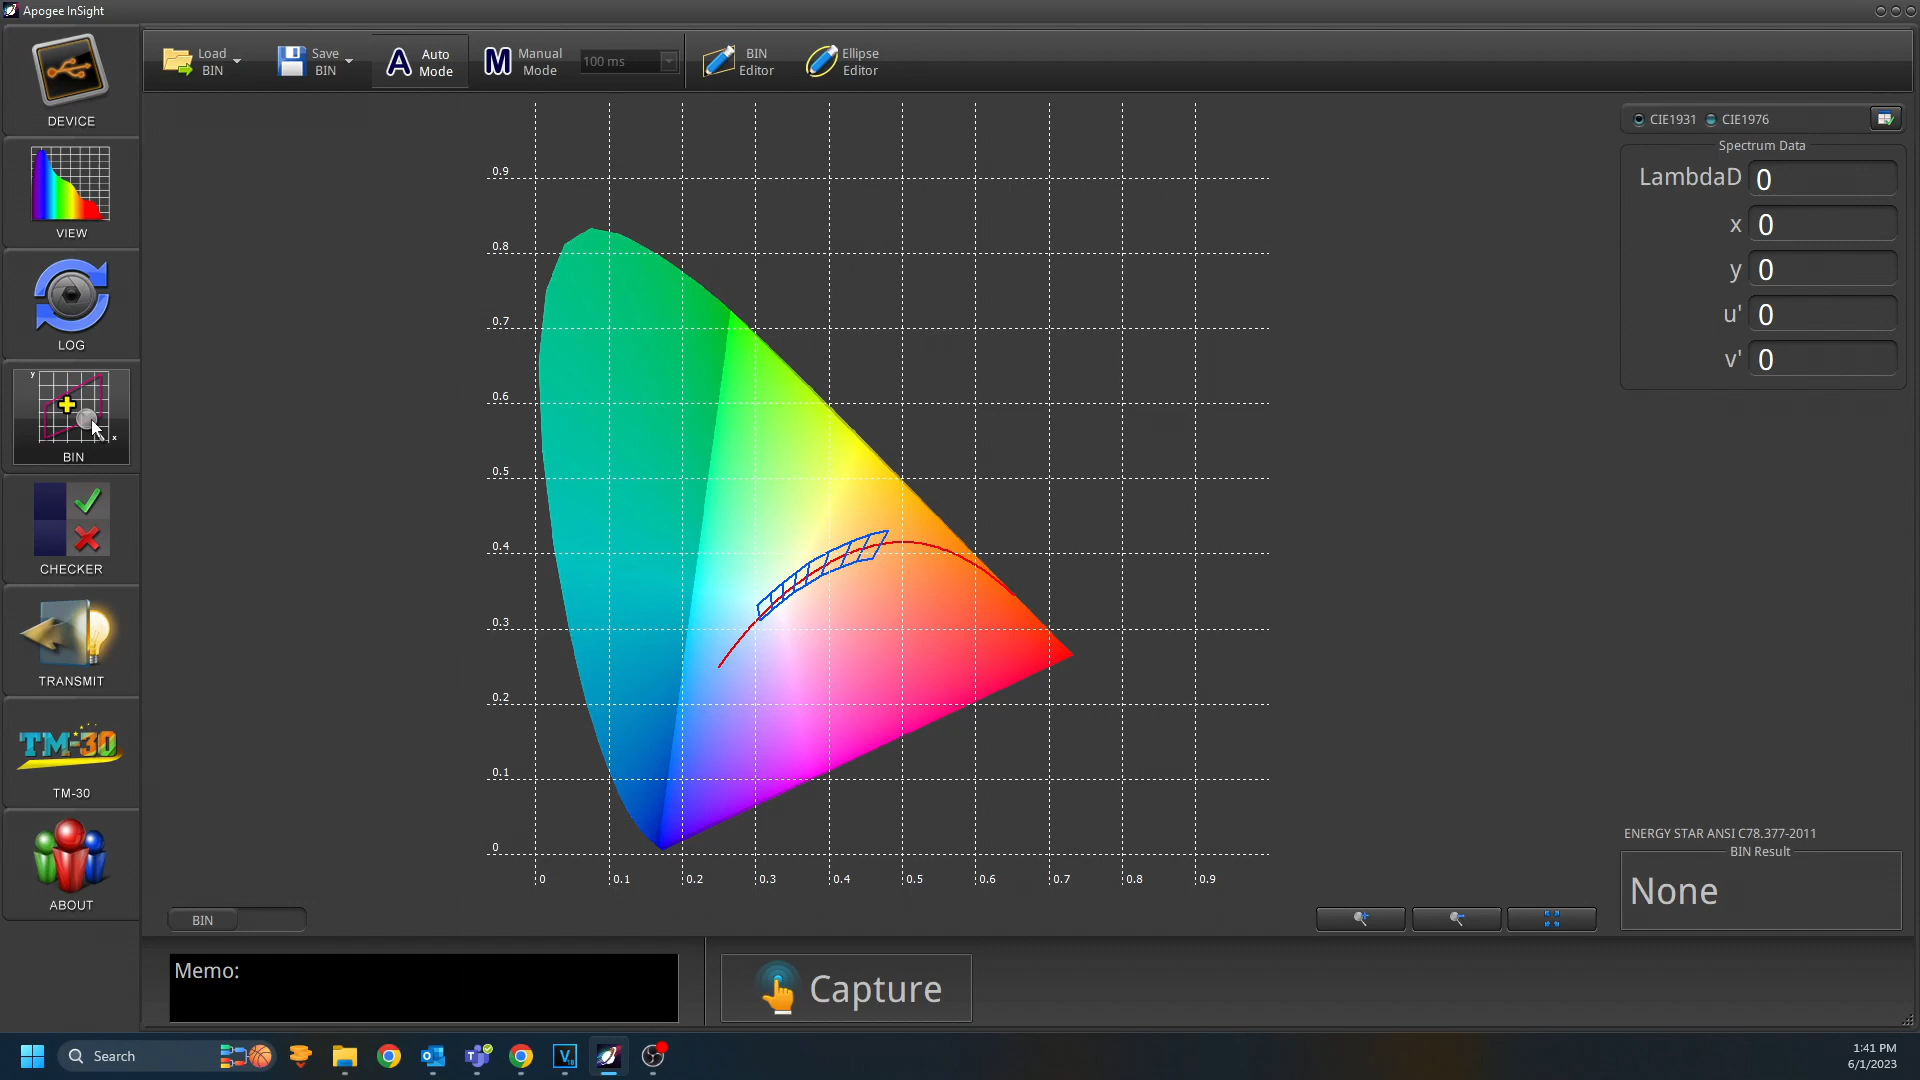 Apogee InSight
Load BIN
Save BIN
Auto Mode
Manual Mode
100 ms
BIN Editor
Ellipse Editor
DEVICE
VIEW
LOG
y
x
BIN
CHECKER
TRANSMIT
TM-30
TM-30
ABOUT
0.9
0.8
0.7
0.6
0.5
0.4
0.3
0.2
0.1
0
0 0.1 0.2 0.3 0.4 0.5 0.6 0.7 0.8 0.9
BIN
CIE1931 CIE1976
Spectrum Data
LambdaD 0
x 0
y 0
u' 0
v' 0
ENERGY STAR ANSI C78.377-2011
BIN Result
None
Memo:
Capture
Search
1:41 PM
6/1/2023